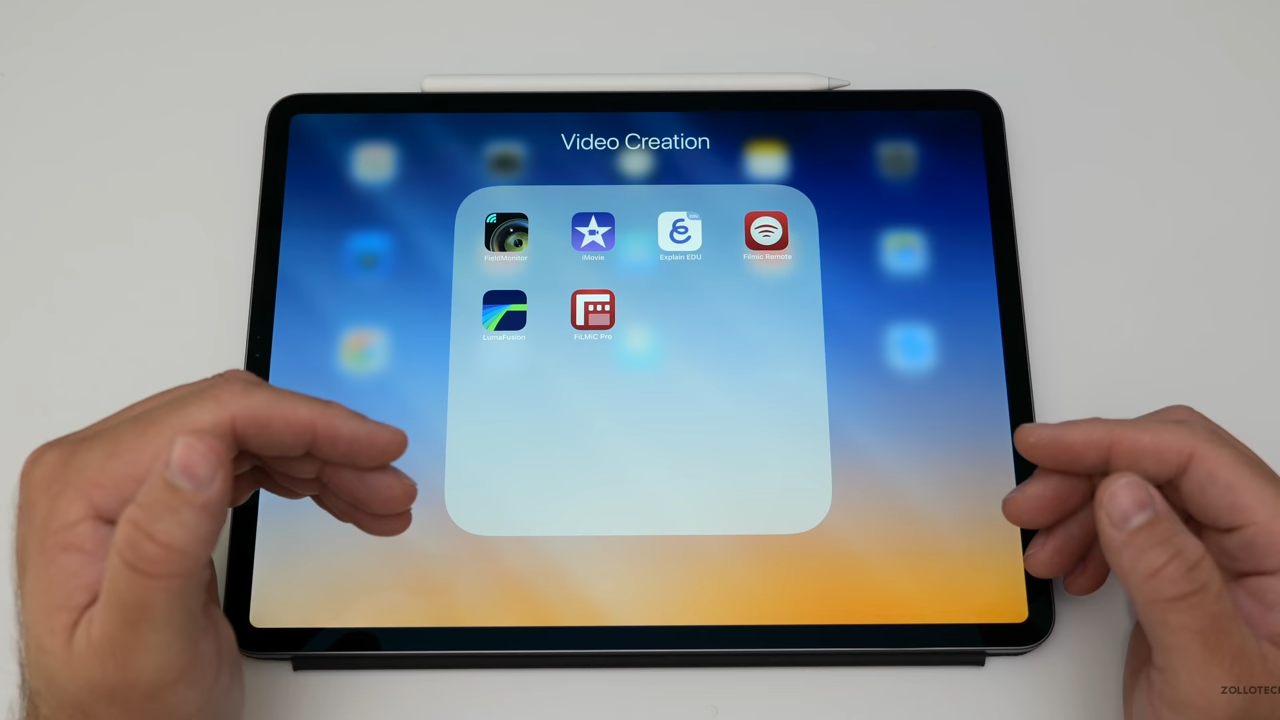 Video Creation
FieldMonitor
iMovie
Explain EDU
Filmic Remote
LumaFusion
FiLMiC Pro
ZOLLOTECH